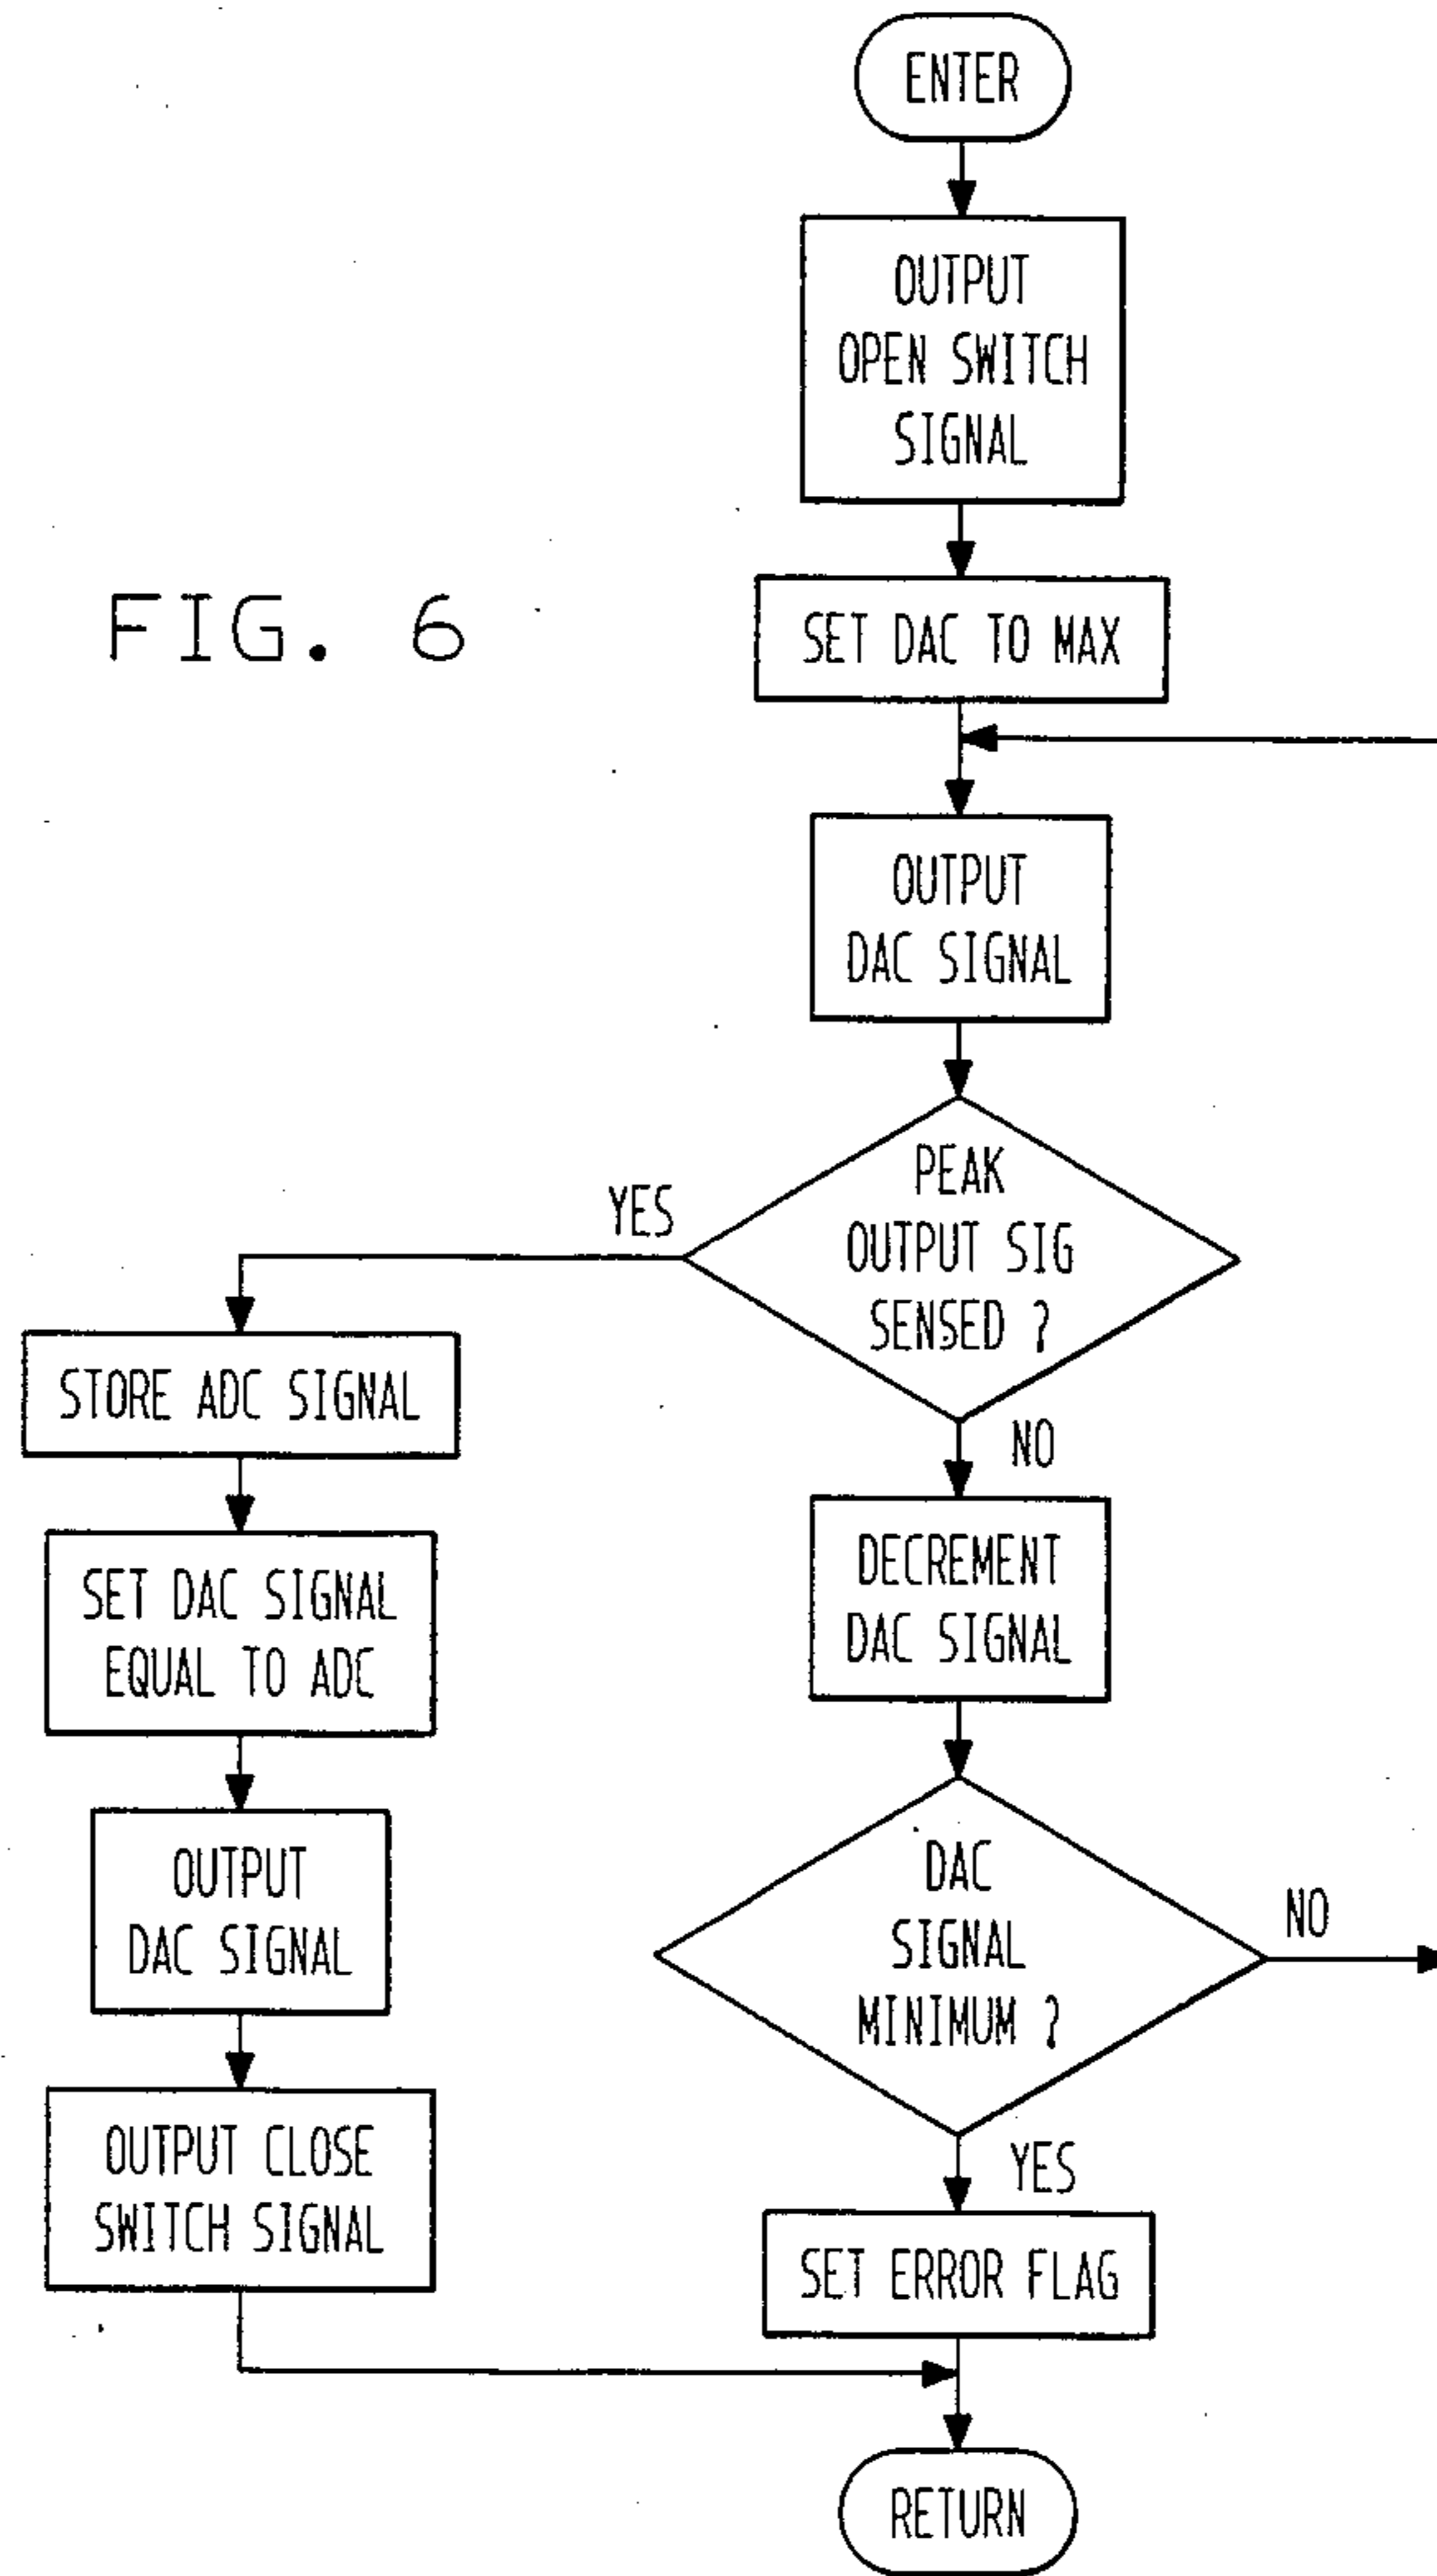 ENTER
OUTPUT
OPEN SWITCH
SIGNAL
FIG. 6
SET DAC TO MAX
OUTPUT
DAC SIGNAL
PEAK
OUTPUT SIG
SENSED ?
YES
NO
STORE ADC SIGNAL
SET DAC SIGNAL
EQUAL TO ADC
OUTPUT
DAC SIGNAL
OUTPUT CLOSE
SWITCH SIGNAL
DECREMENT
DAC SIGNAL
DAC
SIGNAL
MINIMUM ?
NO
YES
SET ERROR FLAG
RETURN